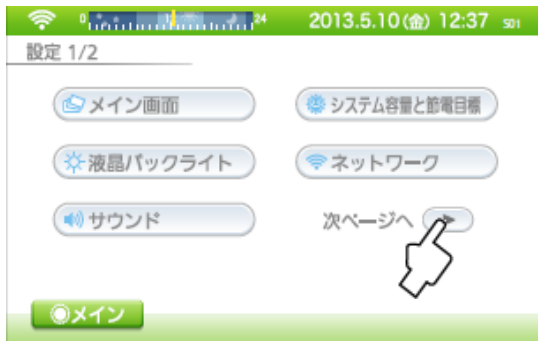 0 24 2013.5.10(金) 12:37 S01
設定 1/2
メイン画面 システム容量と節電目標
液晶バックライト ネットワーク
サウンド 次ページへ
メイン